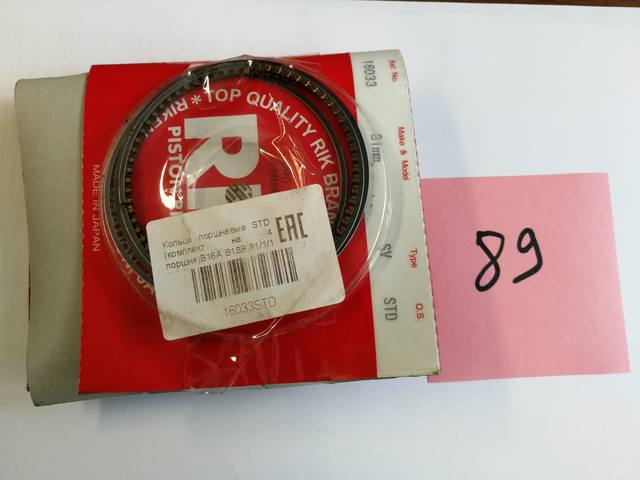 Set No.
16033
Make & Model
81mm
Type
SV
O.S.
STD
RIKEN * TOP QUALITY RIK BRAND
PISTON
MADE IN JAPAN
Кольца поршневые STD
(комплект на 4
поршня)B16A B18B 81/1/1
EAC
16033STD
89